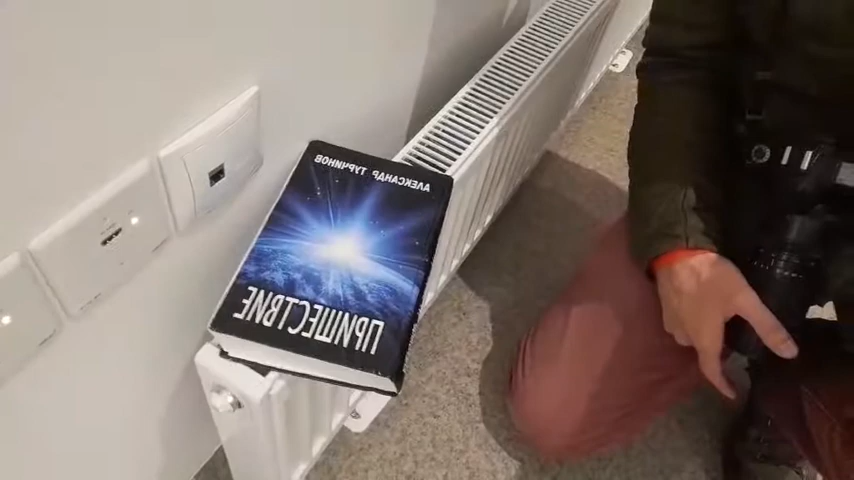 АЛЕКСАНДР ТУРЧИНОВ
ПРИШЕСТВИЕ